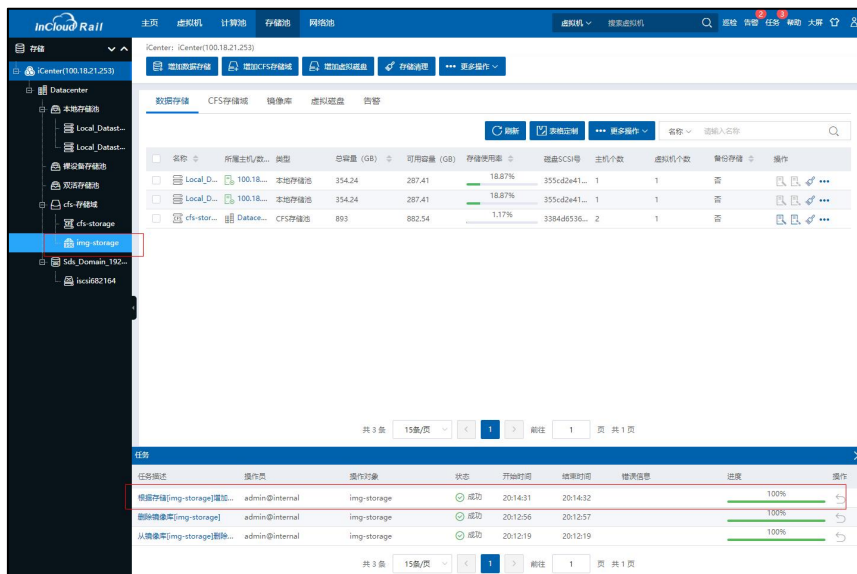 InCloud Rail
主页 虚拟机 计算池 存储池 网络池 虚拟机 搜索虚拟机 巡检 告警 2 任务 3 帮助 大屏
存储
iCenter(100.18.21.253)
Datacenter
本地存储池
Local_Datast...
Local_Datast...
裸设备存储池
双活存储池
cfs-存储域
cfs-storage
img-storage
Sds_Domain_192...
iscsi682164
iCenter: iCenter(100.18.21.253)
增加数据存储 增加CFS存储域 增加虚拟磁盘 存储清理 ••• 更多操作
数据存储 CFS存储域 镜像库 虚拟磁盘 告警
刷新 表格定制 ••• 更多操作 名称 请输入名称
名称 所属主机/数... 类型 总容量（GB） 可用容量（GB） 存储使用率 磁盘SCSI号 主机个数 虚拟机个数 备份存储 操作
Local_D... 100.18.... 本地存储池 354.24 287.41 18.87% 355cd2e41... 1 1 否 •••
Local_D... 100.18.... 本地存储池 354.24 287.41 18.87% 355cd2e41... 1 1 否 •••
cfs-stor... Datace... CFS存储池 893 882.54 1.17% 3384d6536... 2 1 否 •••
共 3 条 15条/页 < 1 > 前往 1 页 共 1 页
任务
任务描述 操作员 操作对象 状态 开始时间 结束时间 错误信息 进度 操作
根据存储[img-storage]增加... admin@internal img-storage 成功 20:14:31 20:14:32 100%
删除镜像库[img-storage] admin@internal img-storage 成功 20:12:56 20:12:57 100%
从镜像库[img-storage]删除... admin@internal img-storage 成功 20:12:19 20:12:19 100%
共 3 条 15条/页 < 1 > 前往 1 页 共 1 页